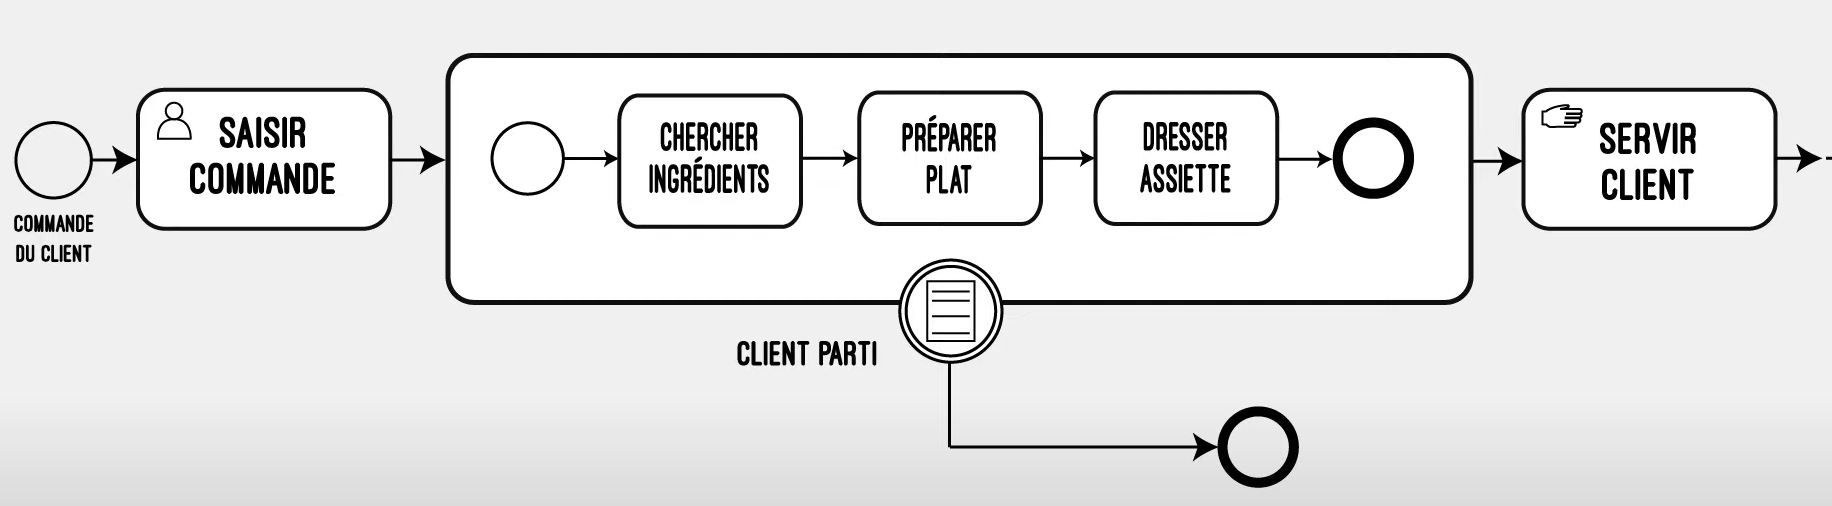 COMMANDE
DU CLIENT
SAISIR
COMMANDE
CHERCHER
INGRÉDIENTS
PRÉPARER
PLAT
DRESSER
ASSIETTE
CLIENT PARTI
SERVIR
CLIENT